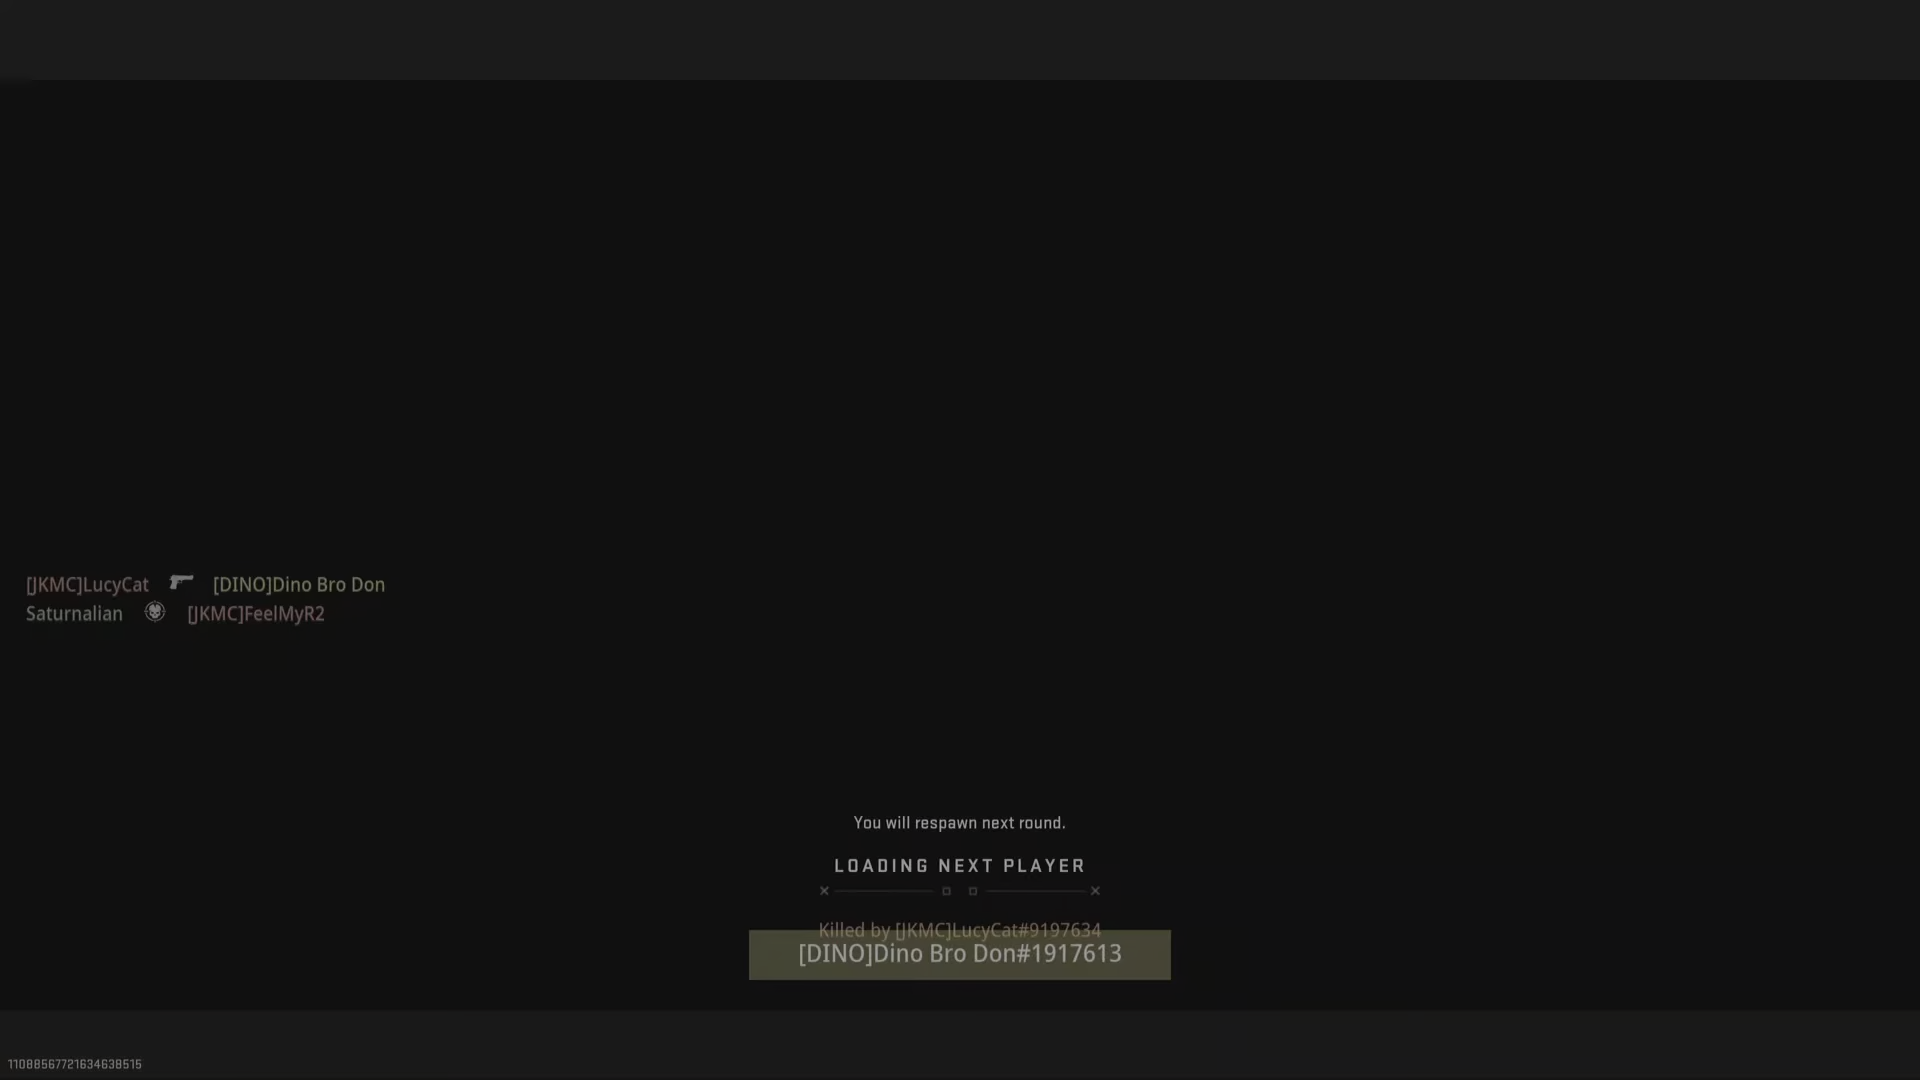 [JKMC]LucyCat [DINO]Dino Bro Don
Saturnalian [JKMC]FeelMyR2
You will respawn next round.
LOADING NEXT PLAYER
Killed by [JKMC]LucyCat#9197634
[DINO]Dino Bro Don#1917613
11088567721634638515